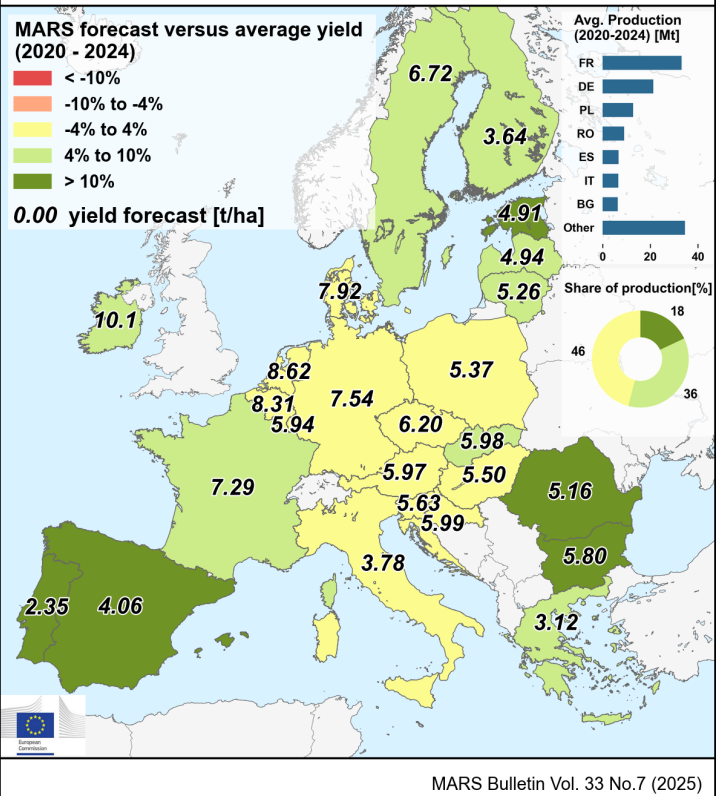 MARS forecast versus average yield
(2020 - 2024)
< -10%
-10% to -4%
-4% to 4%
4% to 10%
> 10%
0.00 yield forecast [t/ha]
Avg. Production
(2020-2024) [Mt]
FR
DE
PL
RO
ES
IT
BG
Other
0
20
40
Share of production[%]
18
46
36
6.72
3.64
4.91
4.94
5.26
7.92
10.1
8.62
8.31
5.94
7.54
5.37
6.20
5.98
5.97
5.50
7.29
5.63
5.99
5.16
5.80
3.78
2.35
4.06
3.12
European
Commission
MARS Bulletin Vol. 33 No.7 (2025)